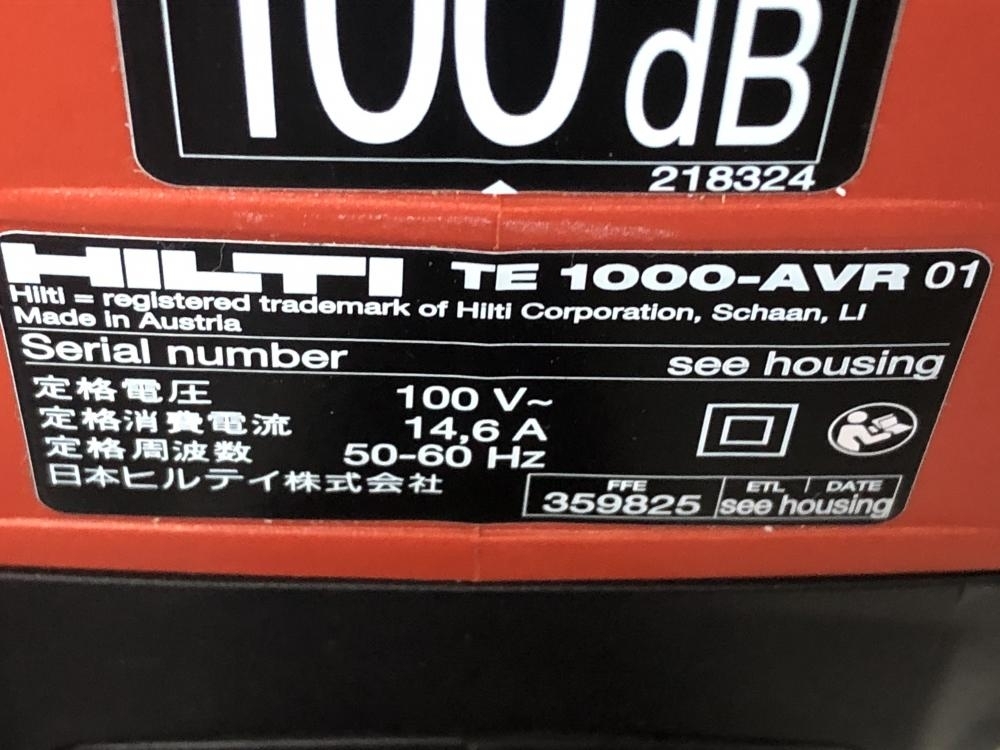 100 dB
218324
HILTI TE 1000-AVR 01
Hilti = registered trademark of Hilti Corporation, Schaan, LI
Made in Austria
Serial number see housing
定格電圧 100 V~
定格消費電流 14,6 A
定格周波数 50-60 Hz
日本ヒルティ株式会社
FFE ETL DATE
359825 see housing